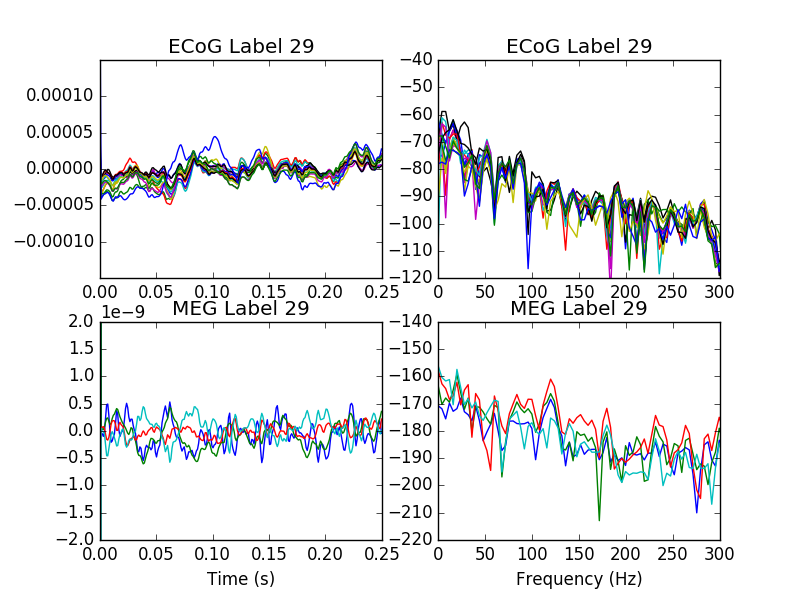 ECoG Label 29
0.00010
0.00005
0.00000
−0.00005
−0.00010
0.00 0.05 0.10 0.15 0.20 0.25
ECoG Label 29
−40
−50
−60
−70
−80
−90
−100
−110
−120
0 50 100 150 200 250 300
1e−9
MEG Label 29
2.0
1.5
1.0
0.5
0.0
−0.5
−1.0
−1.5
−2.0
0.00 0.05 0.10 0.15 0.20 0.25
Time (s)
MEG Label 29
−140
−150
−160
−170
−180
−190
−200
−210
−220
0 50 100 150 200 250 300
Frequency (Hz)